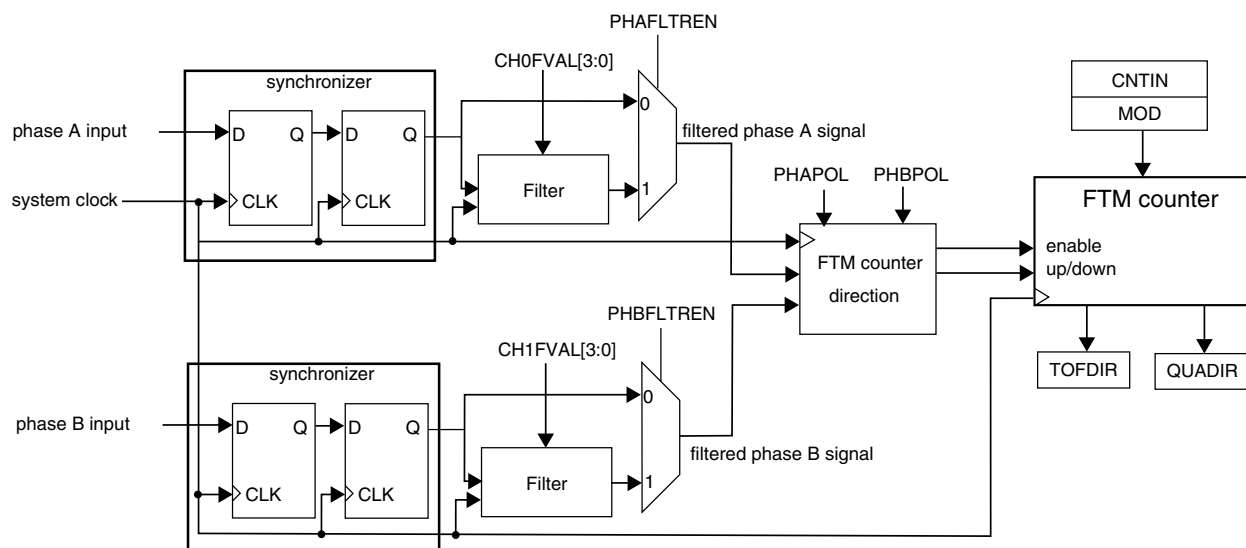 PHAFLTREN
CH0FVAL[3:0]
synchronizer
CNTIN
MOD
0
phase A input
D Q D Q
filtered phase A signal
Filter
1
PHAPOL PHBPOL
system clock
CLK CLK
FTM counter
enable
up/down
FTM counter
direction
PHBFLTREN
CH1FVAL[3:0]
synchronizer
TOFDIR QUADIR
0
phase B input
D Q D Q
filtered phase B signal
Filter
1
CLK CLK